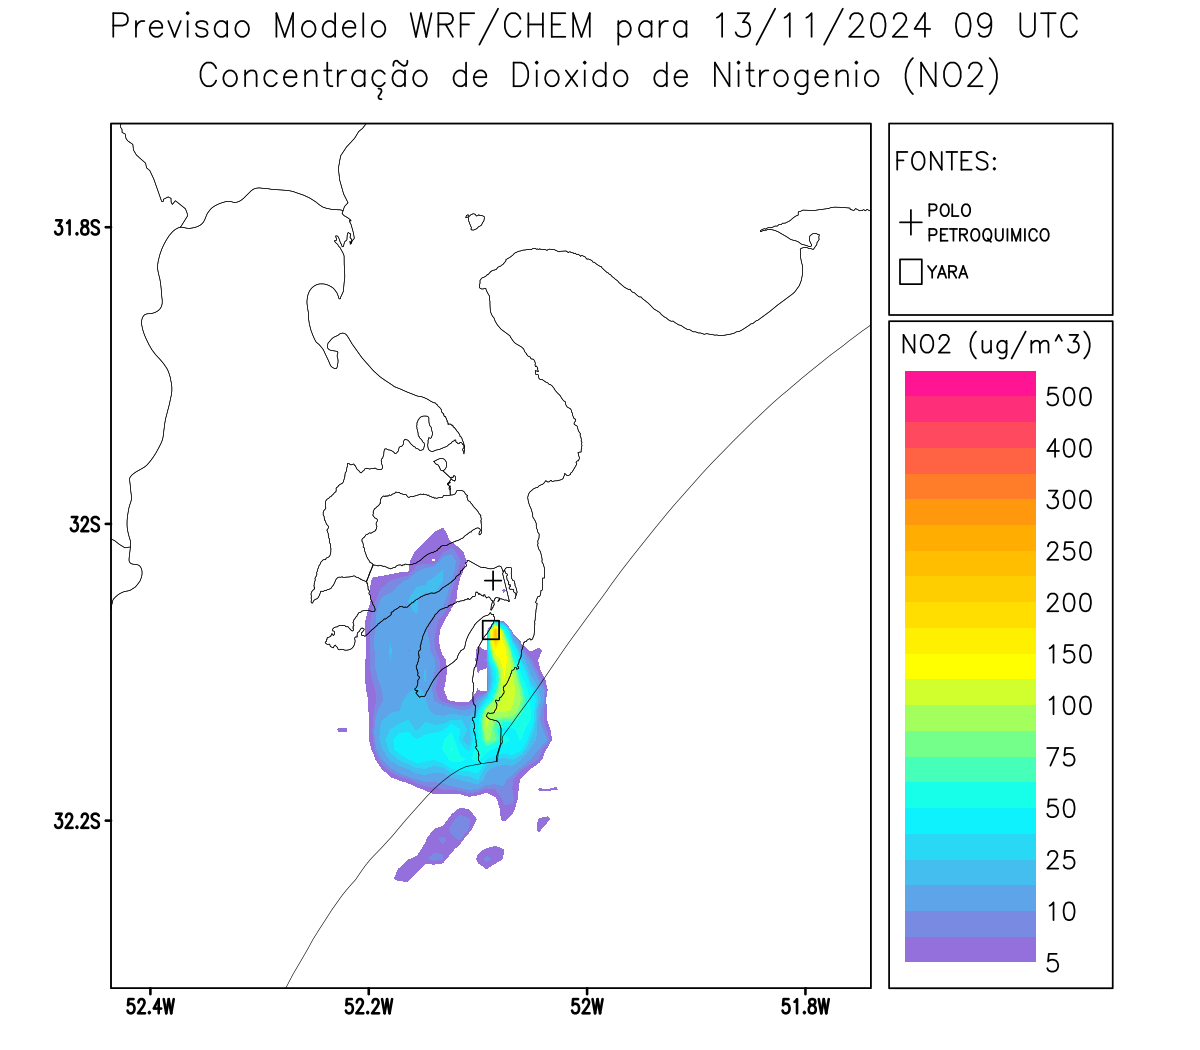 Previsao Modelo WRF/CHEM para 13/11/2024 09 UTC
Concentração de Dioxido de Nitrogenio (NO2)
FONTES:
POLO
PETROQUIMICO
YARA
31.8S
32S
32.2S
52.4W
52.2W
52W
51.8W
NO2 (ug/m^3)
500
400
300
250
200
150
100
75
50
25
10
5